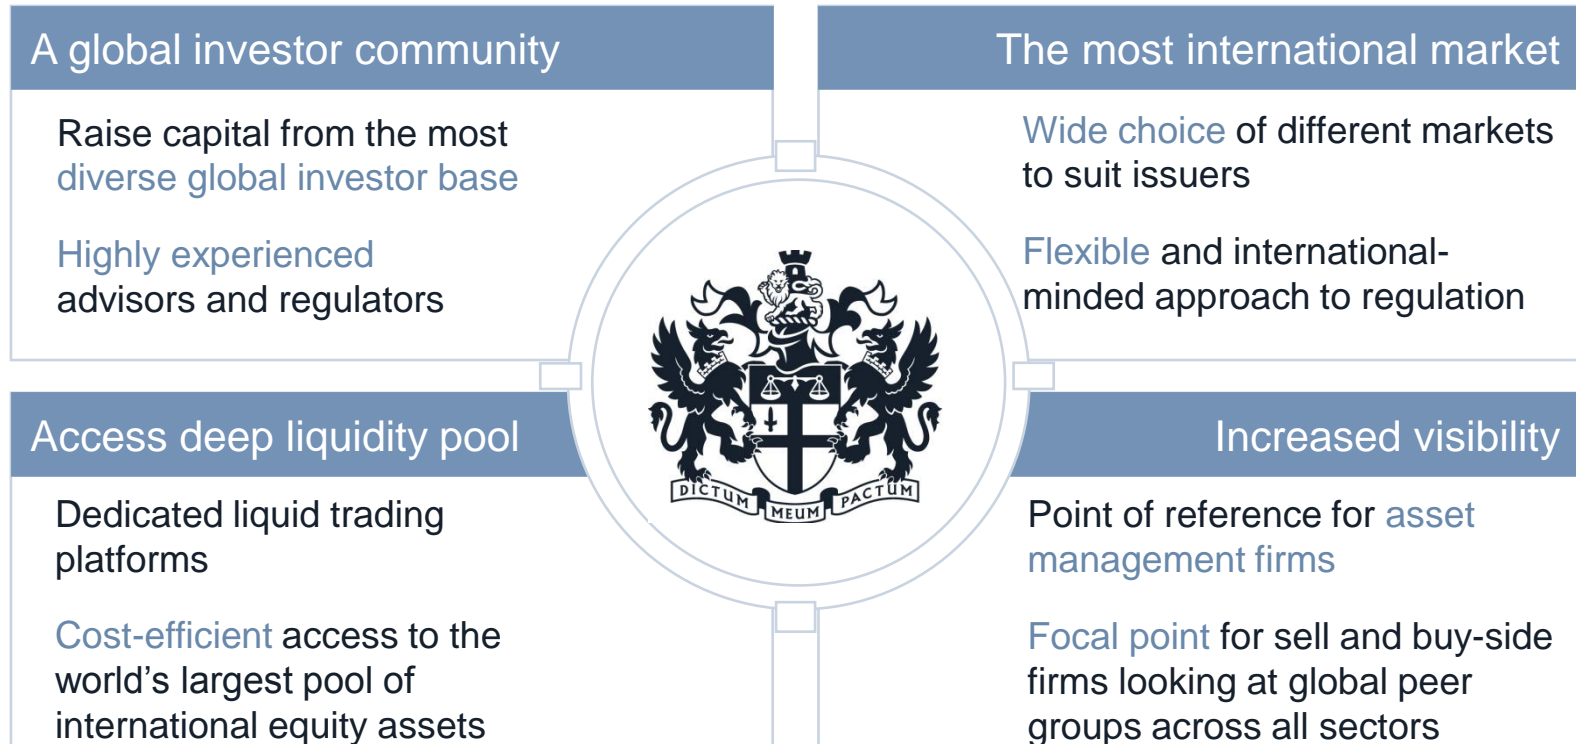 A global investor community
Raise capital from the most
diverse global investor base
Highly experienced
advisors and regulators
The most international market
Wide choice of different markets
to suit issuers
Flexible and international-
minded approach to regulation
DICTUM MEUM PACTUM
Access deep liquidity pool
Dedicated liquid trading
platforms
Cost-efficient access to the
world’s largest pool of
international equity assets
Increased visibility
Point of reference for asset
management firms
Focal point for sell and buy-side
firms looking at global peer
groups across all sectors